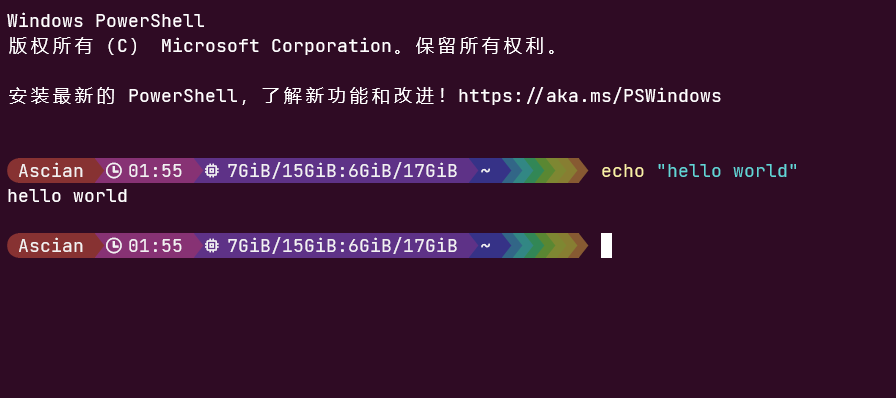 Windows PowerShell
版权所有（C） Microsoft Corporation。保留所有权利。
安装最新的 PowerShell，了解新功能和改进！https://aka.ms/PSWindows
Ascian 01:55 7GiB/15GiB:6GiB/17GiB ~ echo "hello world"
hello world
Ascian 01:55 7GiB/15GiB:6GiB/17GiB ~